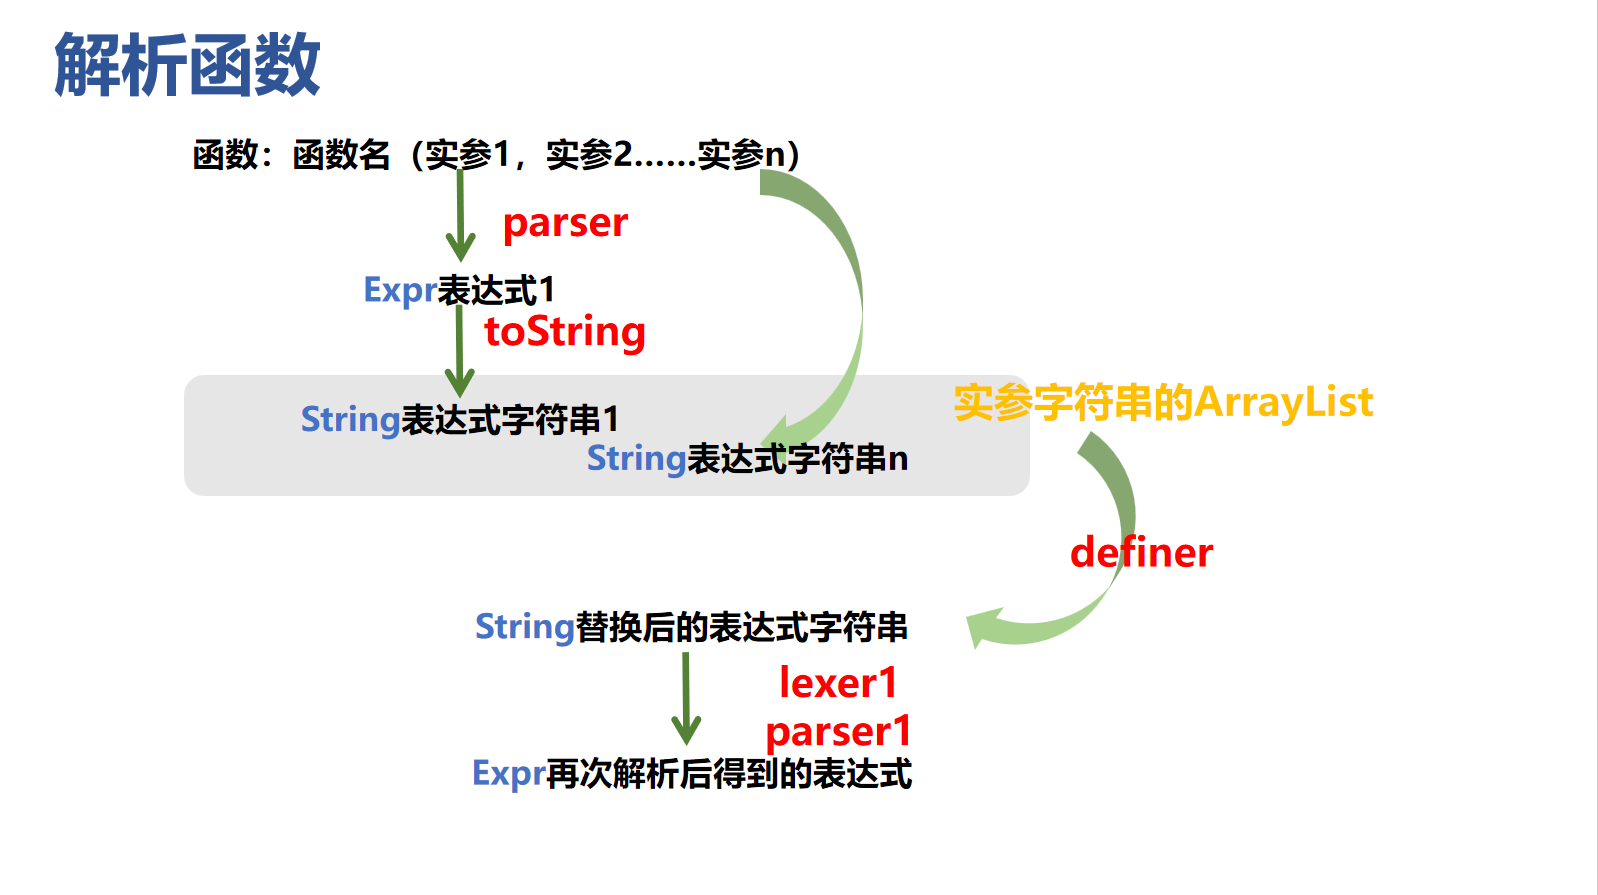 解析函数
函数：函数名（实参1，实参2……实参n）
parser
Expr表达式1
toString
实参字符串的ArrayList
String表达式字符串1
String表达式字符串n
definer
String替换后的表达式字符串
lexer1
parser1
Expr再次解析后得到的表达式